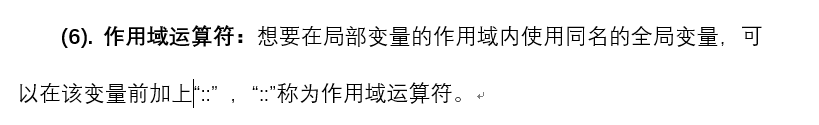 (6). 作用域运算符：想要在局部变量的作用域内使用同名的全局变量，可
以在该变量前加上“::” ，“::”称为作用域运算符。